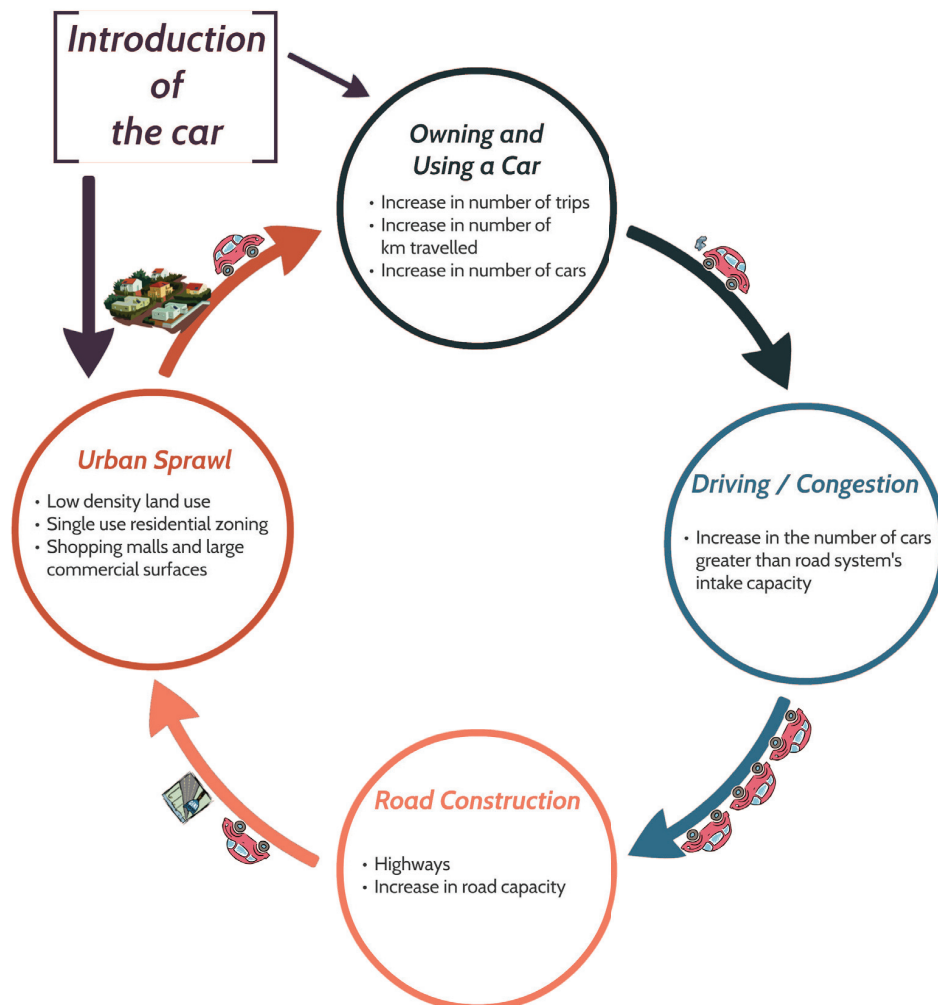 Introduction
of
the car
Owning and
Using a Car
• Increase in number of trips
• Increase in number of
km travelled
• Increase in number of cars
Urban Sprawl
• Low density land use
• Single use residential zoning
• Shopping malls and large
commercial surfaces
Driving / Congestion
• Increase in the number of cars
greater than road system's
intake capacity
Road Construction
• Highways
• Increase in road capacity